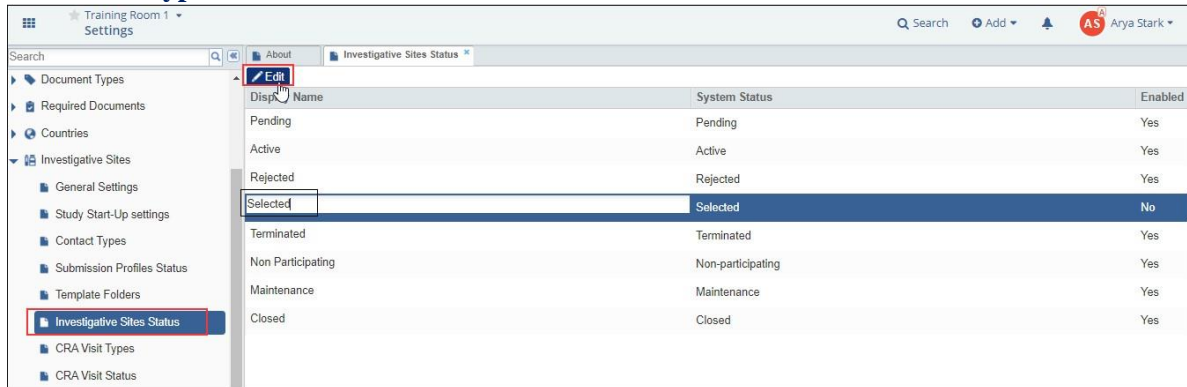 Training Room 1
Settings
Search
Add
AS
A
Arya Stark
Search
About
Investigative Sites Status
Document Types
Required Documents
Countries
Investigative Sites
General Settings
Study Start-Up settings
Contact Types
Submission Profiles Status
Template Folders
Investigative Sites Status
CRA Visit Types
CRA Visit Status
Edit
Display Name System Status Enabled
Pending Pending Yes
Active Active Yes
Rejected Rejected Yes
Selected Selected No
Terminated Terminated Yes
Non Participating Non-participating Yes
Maintenance Maintenance Yes
Closed Closed Yes